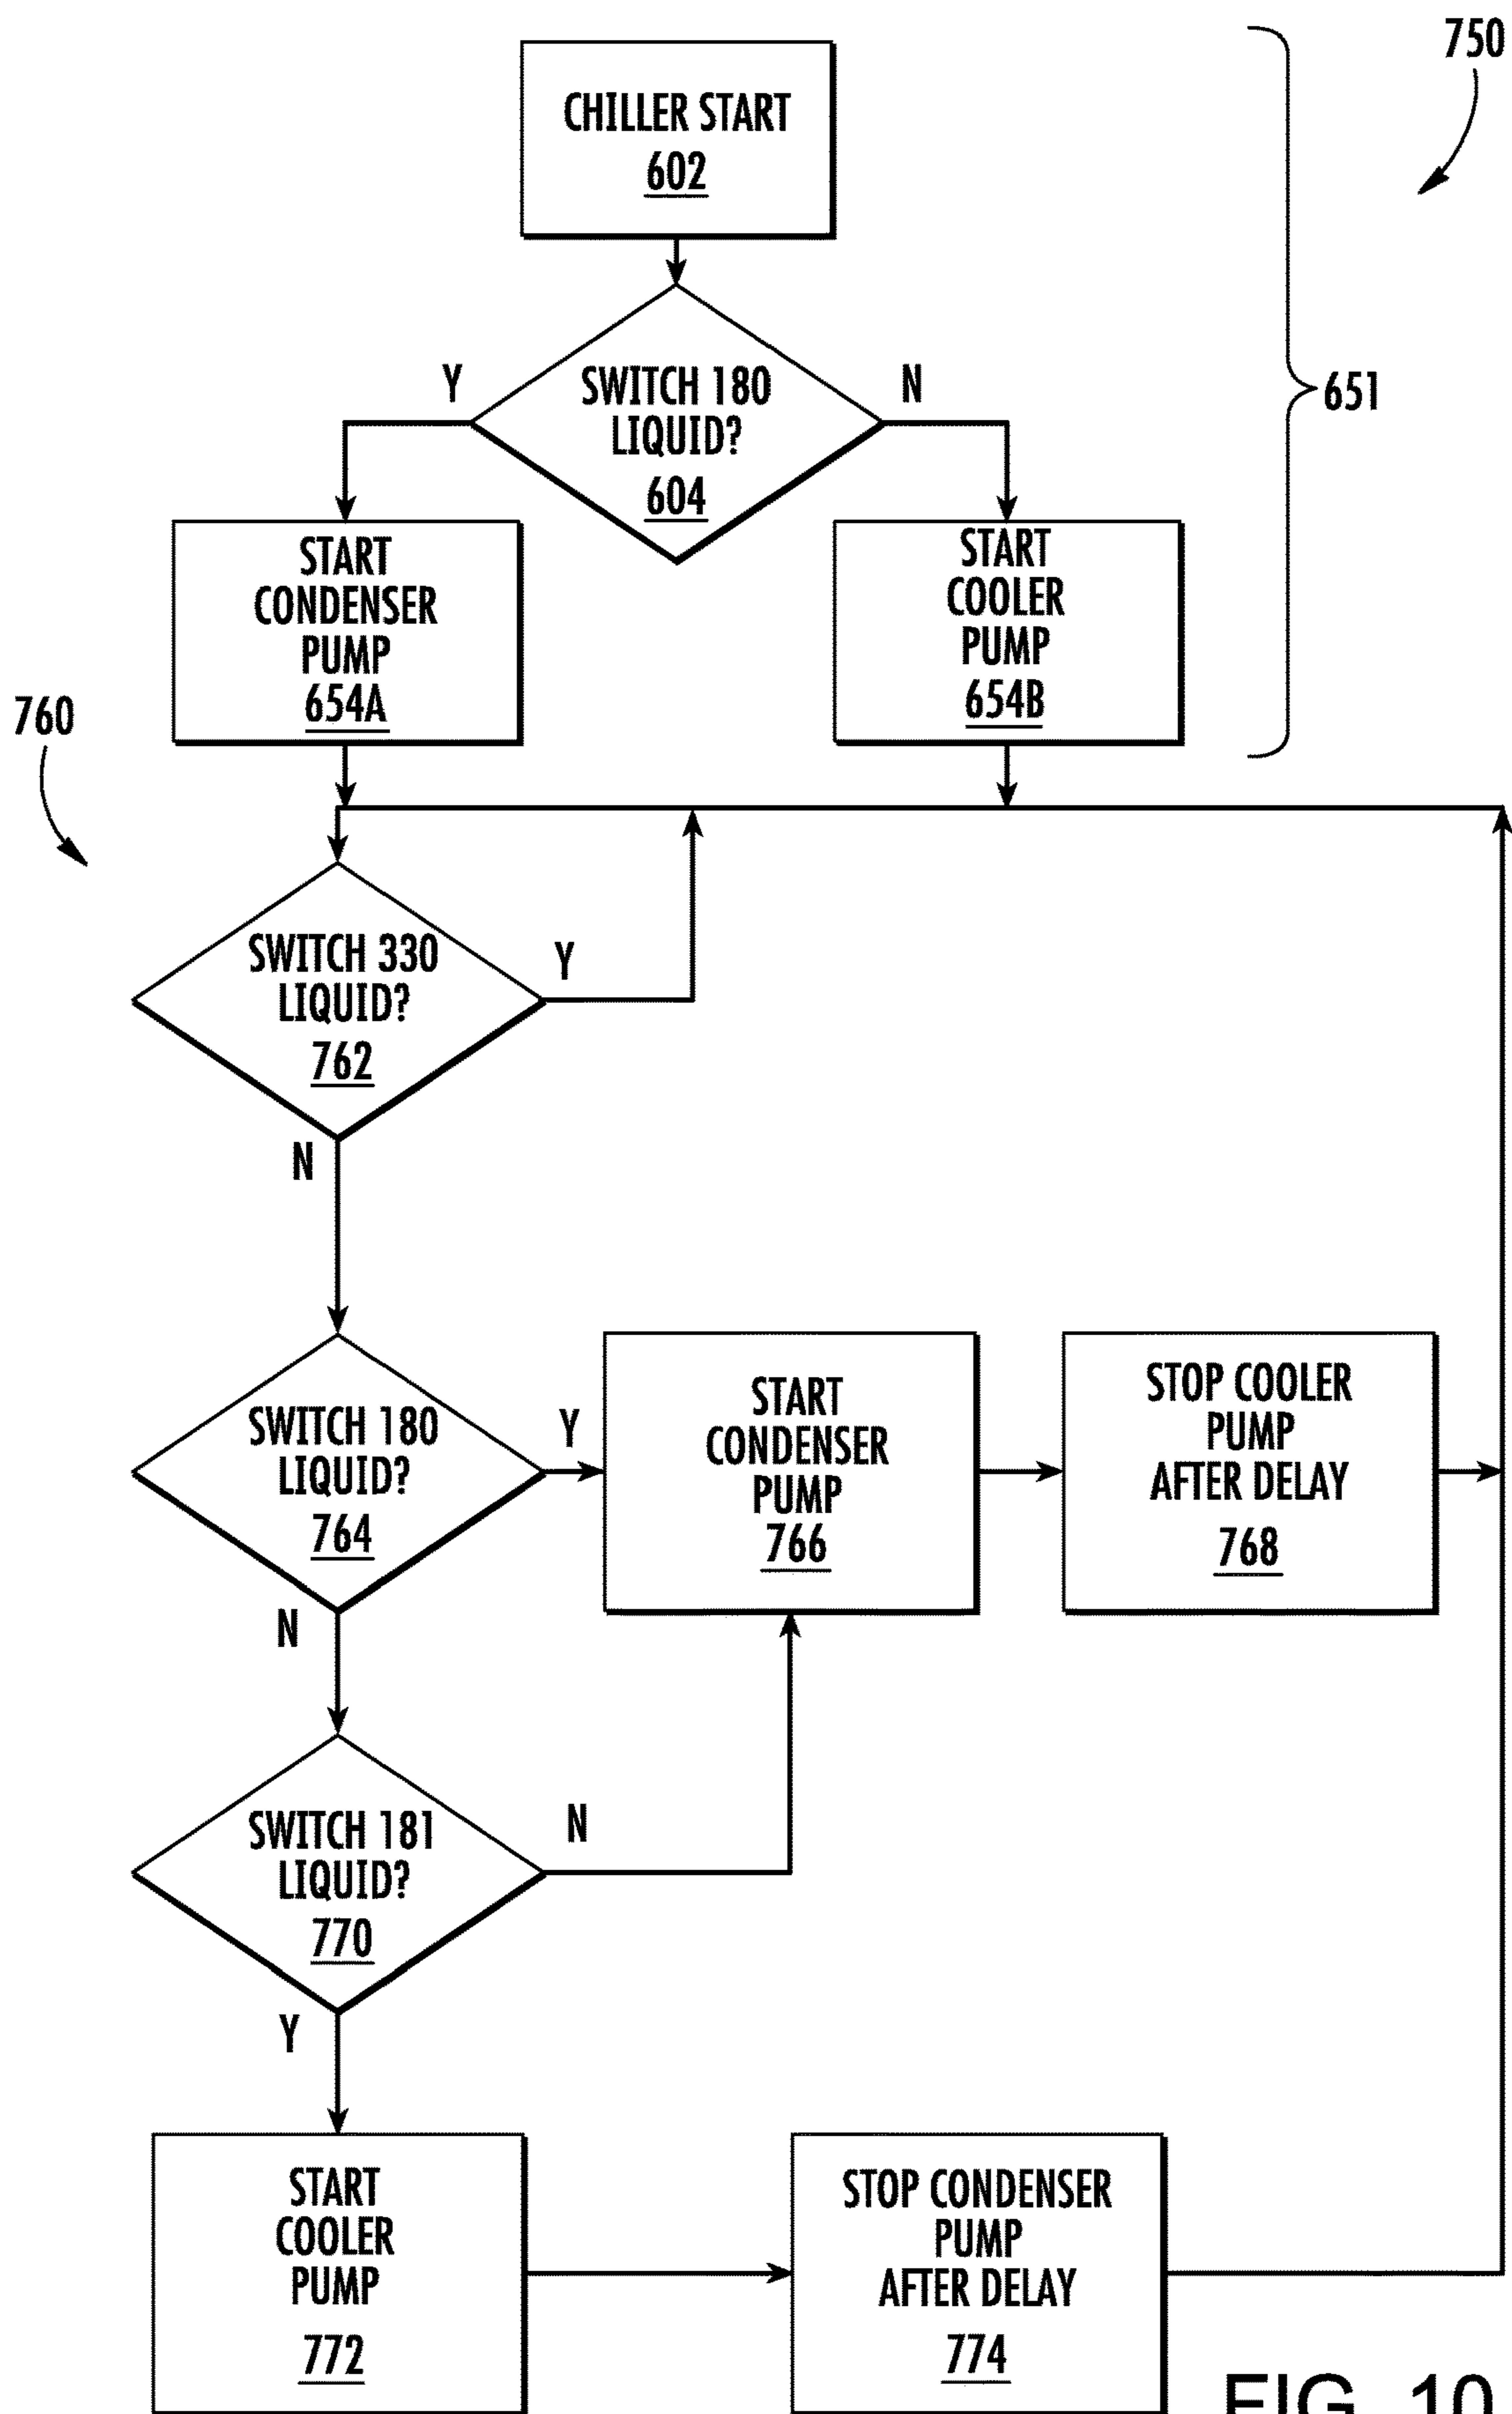 750
CHILLER START
602
651
Y
SWITCH 180
LIQUID?
604
N
START
CONDENSER
PUMP
654A
START
COOLER
PUMP
654B
760
SWITCH 330
LIQUID?
762
Y
N
SWITCH 180
LIQUID?
764
Y
N
START
CONDENSER
PUMP
766
STOP COOLER
PUMP
AFTER DELAY
768
SWITCH 181
LIQUID?
770
N
Y
START
COOLER
PUMP
772
STOP CONDENSER
PUMP
AFTER DELAY
774
FIG. 10